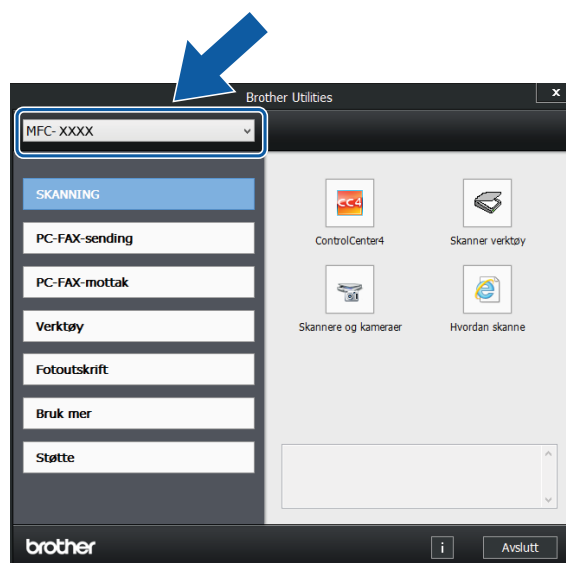 Brother Utilities
x
MFC- XXXX
SKANNING
PC-FAX-sending
PC-FAX-mottak
Verktøy
Fotoutskrift
Bruk mer
Støtte
CC4
ControlCenter4
Skanner verktøy
Skannere og kameraer
Hvordan skanne
brother
i
Avslutt